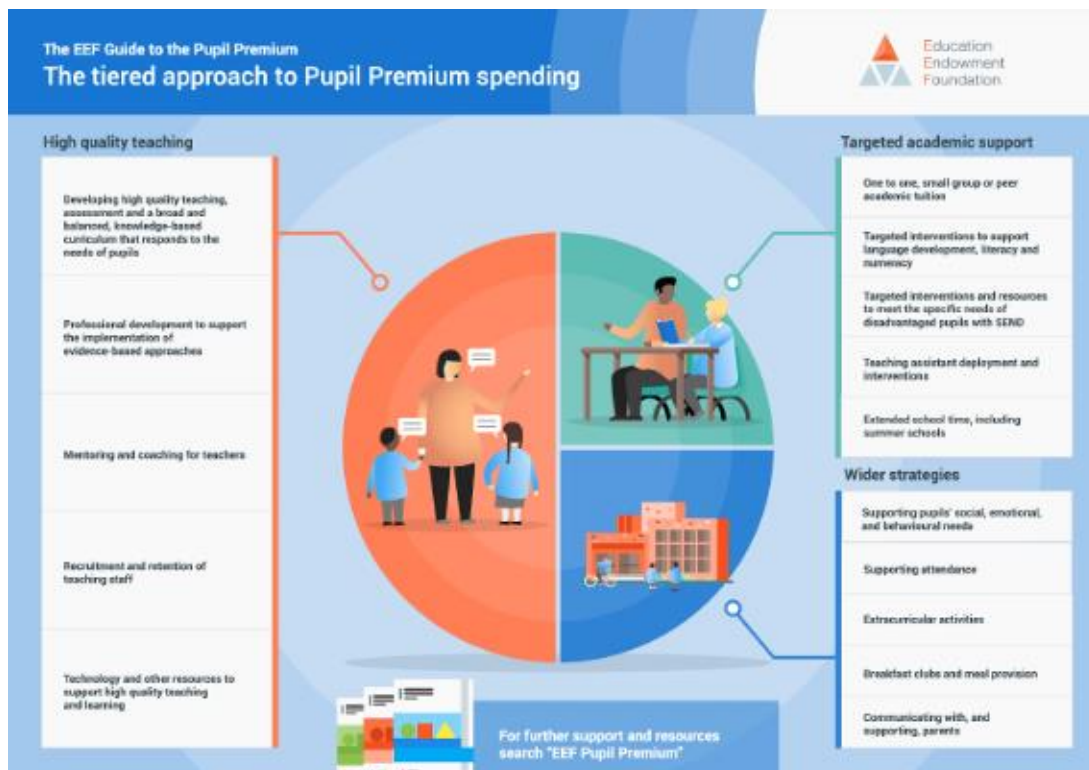 The EEF Guide to the Pupil Premium
The tiered approach to Pupil Premium spending
Education
Endowment
Foundation
High quality teaching
Developing high quality teaching,
assessment and a broad and
balanced, knowledge-based
curriculum that responds to the
needs of pupils
Professional development to support
the implementation of
evidence-based approaches
Mentoring and coaching for teachers
Recruitment and retention of
teaching staff
Technology and other resources to
support high quality teaching
and learning
Targeted academic support
One to one, small group or peer
academic tuition
Targeted interventions to support
language development, literacy and
numeracy
Targeted interventions and resources
to meet the specific needs of
disadvantaged pupils with SEND
Teaching assistant deployment and
interventions
Extended school time, including
summer schools
Wider strategies
Supporting pupils' social, emotional,
and behavioural needs
Supporting attendance
Extracurricular activities
Breakfast clubs and meal provision
Communicating with, and
supporting, parents
For further support and resources
search "EEF Pupil Premium"